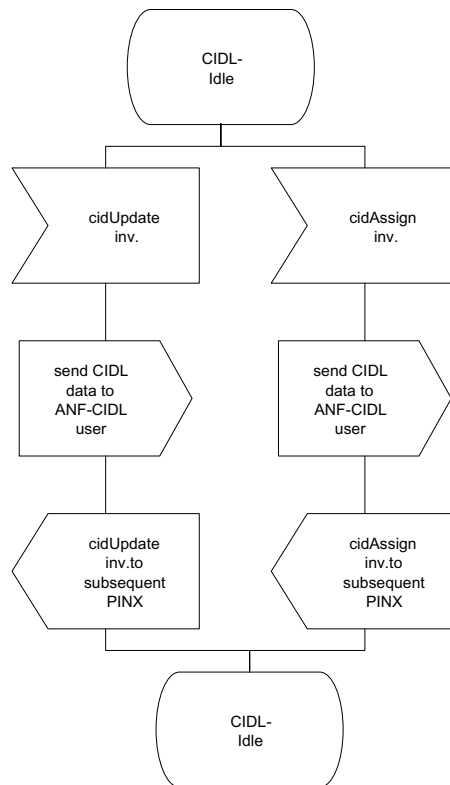 CIDL-
Idle
cidUpdate
inv.
cidAssign
inv.
send CIDL
data to
ANF-CIDL
user
send CIDL
data to
ANF-CIDL
user
cidUpdate
inv.to
subsequent
PINX
cidAssign
inv.to
subsequent
PINX
CIDL-
Idle